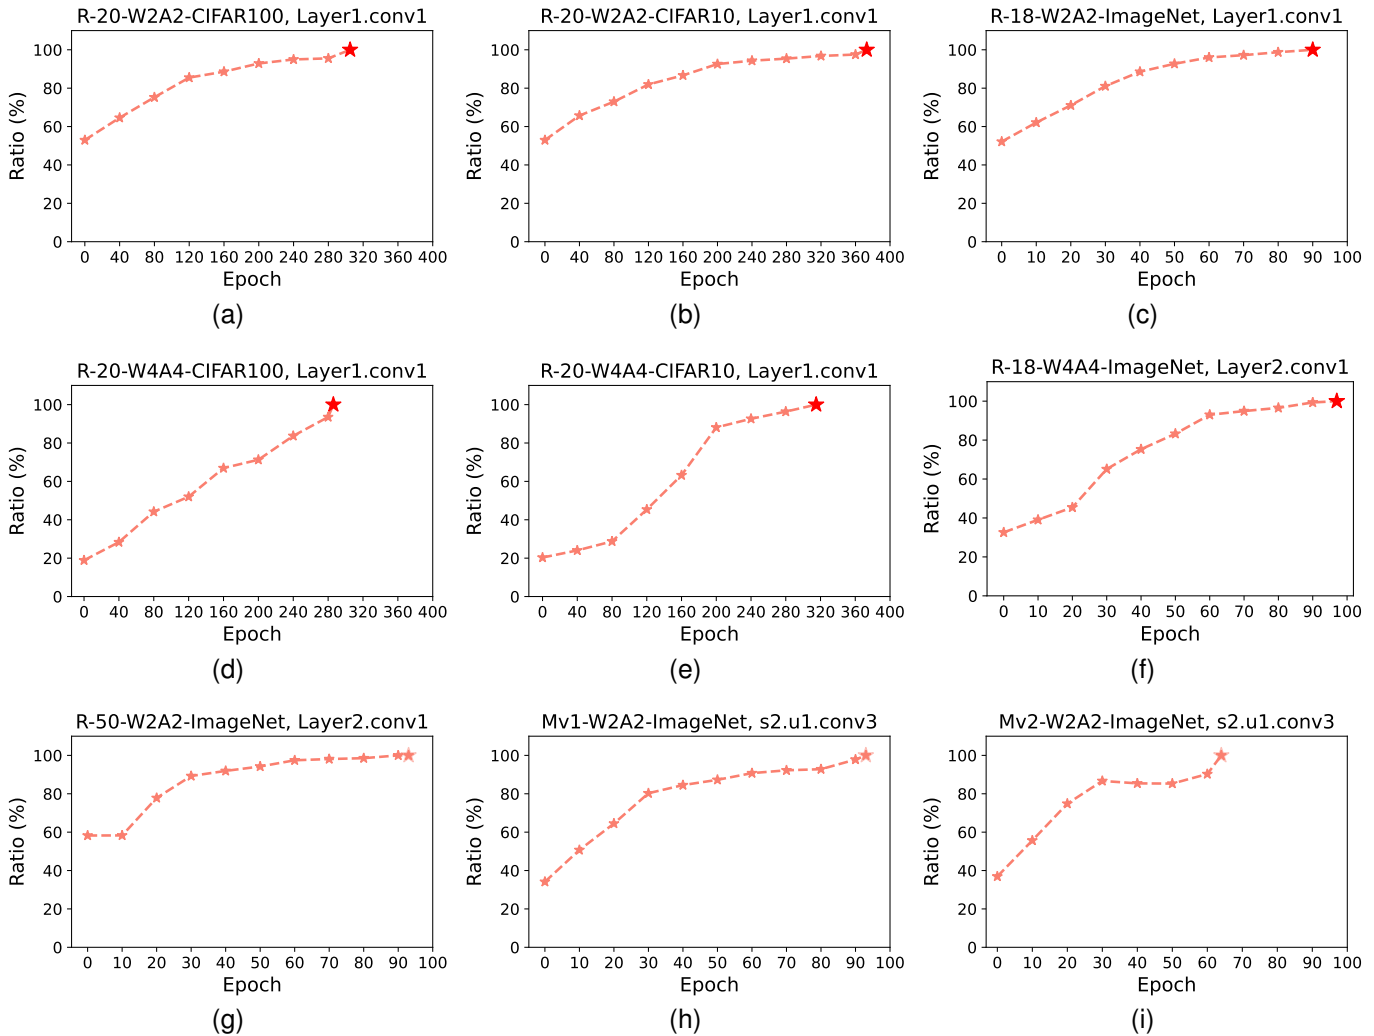 R-20-W2A2-CIFAR100, Layer1.conv1
R-20-W2A2-CIFAR10, Layer1.conv1
R-18-W2A2-ImageNet, Layer1.conv1
100
80
60
40
20
0
Ratio (%)
0 40 80 120 160 200 240 280 320 360 400
Epoch
(a)
100
80
60
40
20
0
Ratio (%)
0 40 80 120 160 200 240 280 320 360 400
Epoch
(b)
100
80
60
40
20
0
Ratio (%)
0 10 20 30 40 50 60 70 80 90 100
Epoch
(c)
R-20-W4A4-CIFAR100, Layer1.conv1
R-20-W4A4-CIFAR10, Layer1.conv1
R-18-W4A4-ImageNet, Layer2.conv1
100
80
60
40
20
0
Ratio (%)
0 40 80 120 160 200 240 280 320 360 400
Epoch
(d)
100
80
60
40
20
0
Ratio (%)
0 40 80 120 160 200 240 280 320 360 400
Epoch
(e)
100
80
60
40
20
0
Ratio (%)
0 10 20 30 40 50 60 70 80 90 100
Epoch
(f)
R-50-W2A2-ImageNet, Layer2.conv1
Mv1-W2A2-ImageNet, s2.u1.conv3
Mv2-W2A2-ImageNet, s2.u1.conv3
100
80
60
40
20
0
Ratio (%)
0 10 20 30 40 50 60 70 80 90 100
Epoch
(g)
100
80
60
40
20
0
Ratio (%)
0 10 20 30 40 50 60 70 80 90 100
Epoch
(h)
100
80
60
40
20
0
Ratio (%)
0 10 20 30 40 50 60 70 80 90 100
Epoch
(i)